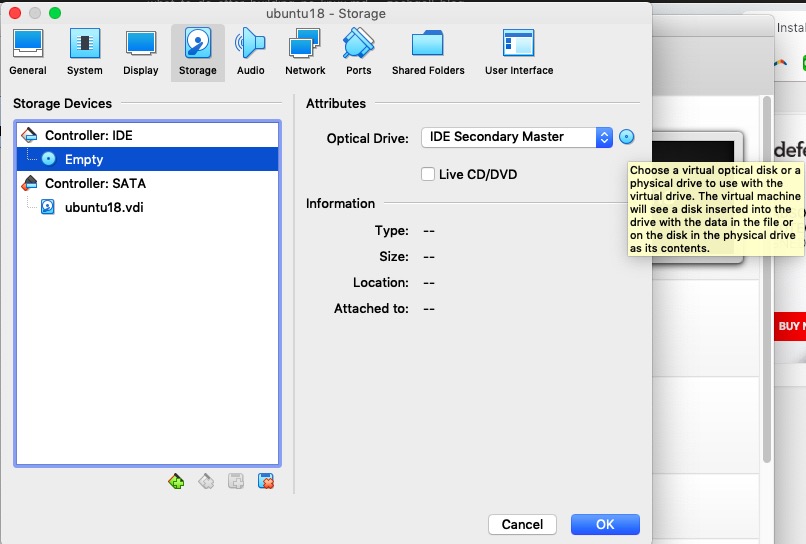 ubuntu18 - Storage
General System Display Storage Audio Network Ports Shared Folders User Interface
Storage Devices
Controller: IDE
Empty
Controller: SATA
ubuntu18.vdi
Attributes
Optical Drive: IDE Secondary Master
Live CD/DVD
Information
Type: --
Size: --
Location: --
Attached to: --
Cancel OK
Choose a virtual optical disk or a
physical drive to use with the
virtual drive. The virtual machine
will see a disk inserted into the
drive with the data in the file or
on the disk in the physical drive
as its contents.
Instal
defe
BUY